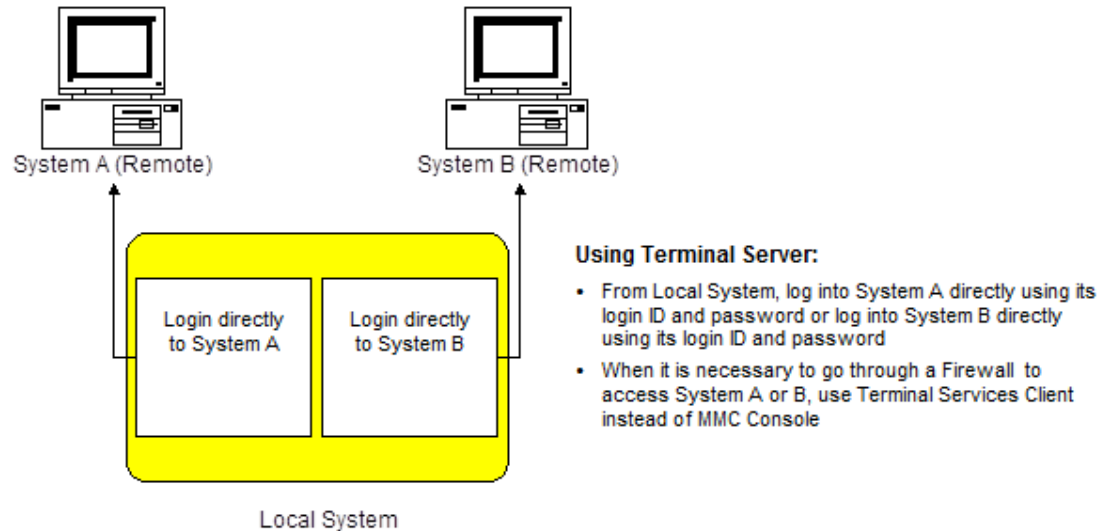 System A (Remote)
System B (Remote)
Login directly
to System A
Login directly
to System B
Local System
Using Terminal Server:
• From Local System, log into System A directly using its
login ID and password or log into System B directly
using its login ID and password
• When it is necessary to go through a Firewall to
access System A or B, use Terminal Services Client
instead of MMC Console